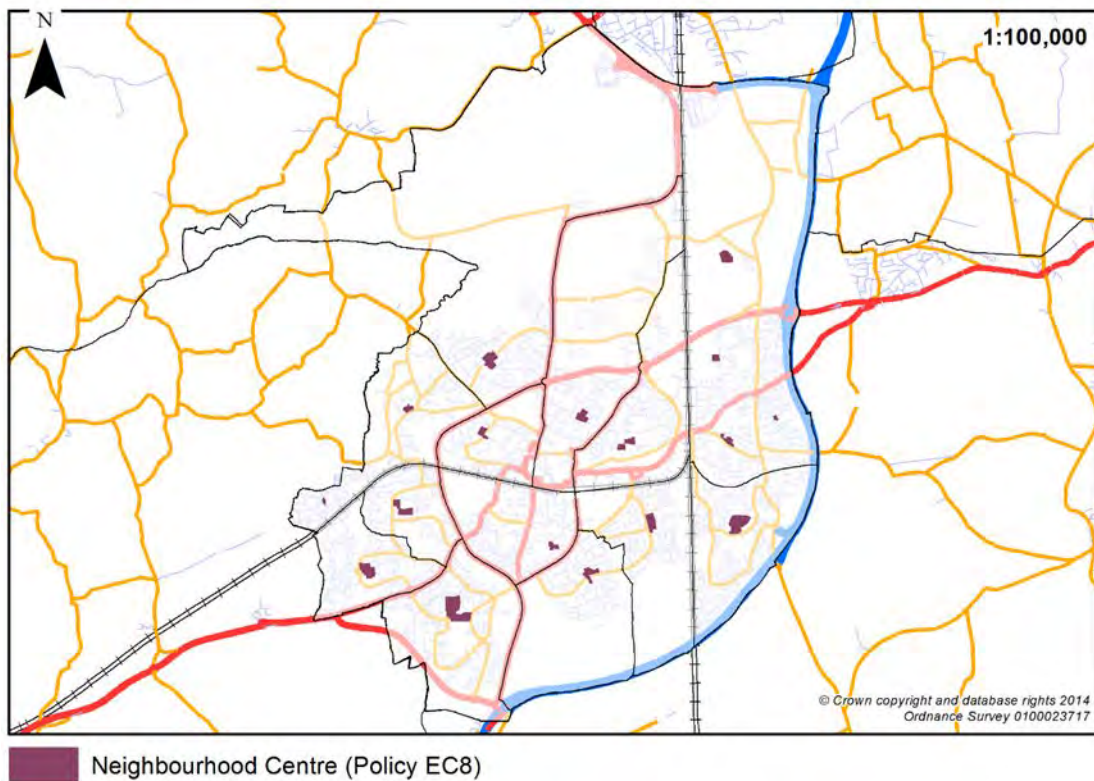 N
1:100,000
© Crown copyright and database rights 2014
Ordnance Survey 0100023717
Neighbourhood Centre (Policy EC8)